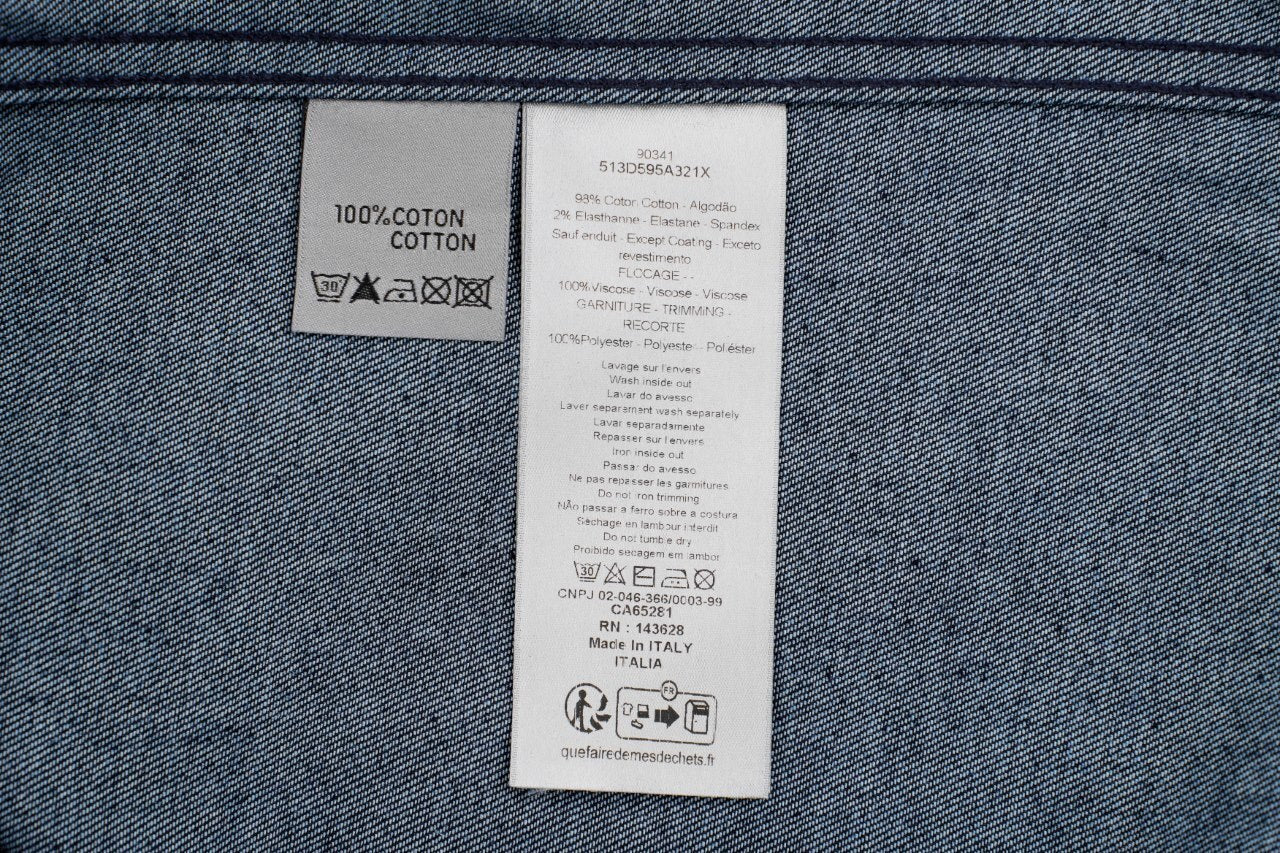 100%COTON
COTTON
30
90341
513D595A321X
98% Coton Cotton - Algodão
2% Elasthanne - Elastane - Spandex
Sauf enduit - Except Coating - Exceto
revestimento
FLOCAGE - -
100%Viscose - Viscose - Viscose
GARNITURE - TRIMMING -
RECORTE
100%Polyester - Polyester - Poliéster
Lavage sur l'envers
Wash inside out
Lavar do avesso
Laver separement wash separately
Lavar separadamente
Repasser sur l'envers
Iron inside out
Passar do avesso
Ne pas repasser les garnitures
Do not iron trimming
NÃo passar a ferro sobre a costura
Sechage en tambour interdit
Do not tumble dry
Proibido secagem em tambor
30
CNPJ 02-046-366/0003-99
CA65281
RN : 143628
Made In ITALY
ITALIA
FR
quefairedemesdechets.fr